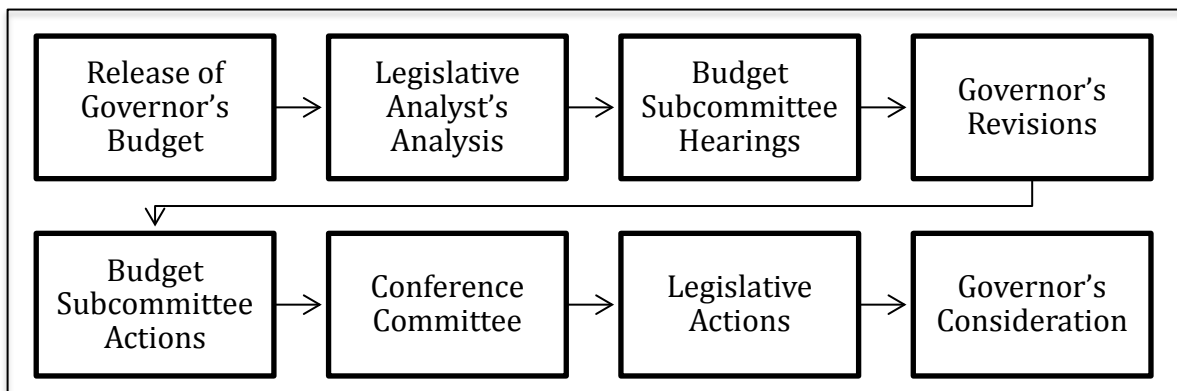 Release of
Governor’s
Budget
Legislative
Analyst’s
Analysis
Budget
Subcommittee
Hearings
Governor’s
Revisions
Budget
Subcommittee
Actions
Conference
Committee
Legislative
Actions
Governor’s
Consideration